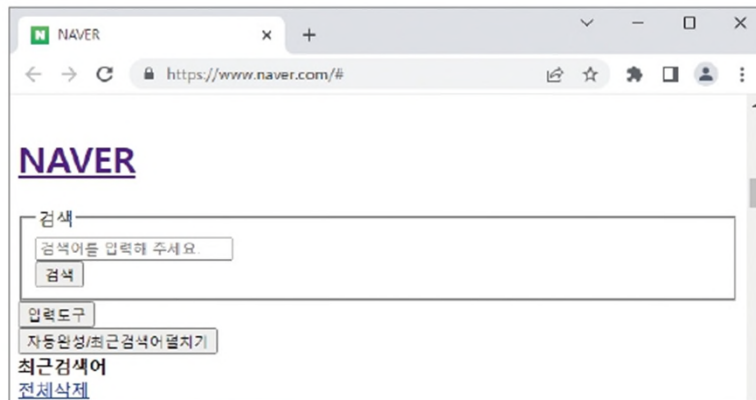 NAVER
https://www.naver.com/#
NAVER
검색
검색어를 입력해 주세요.
검색
입력도구
자동완성/최근검색어펼치기
최근검색어
전체삭제